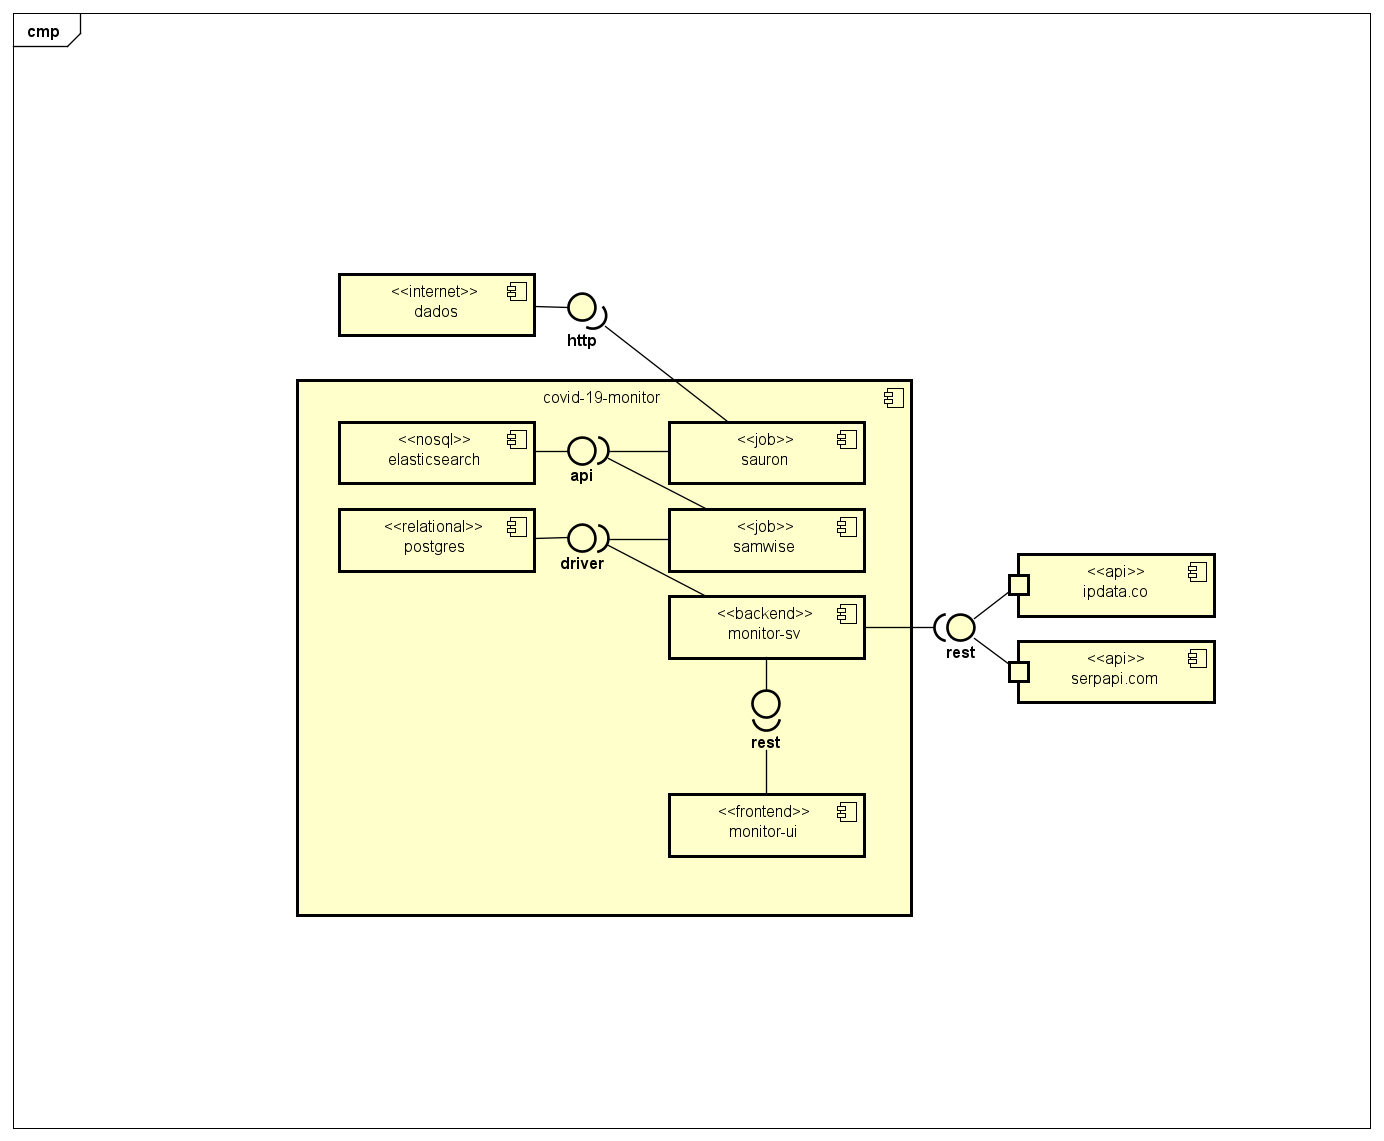 cmp
<<internet>>
dados
http
covid-19-monitor
<<nosql>>
elasticsearch
api
<<job>>
sauron
<<relational>>
postgres
driver
<<job>>
samwise
<<backend>>
monitor-sv
rest
<<api>>
ipdata.co
<<api>>
serpapi.com
rest
<<frontend>>
monitor-ui